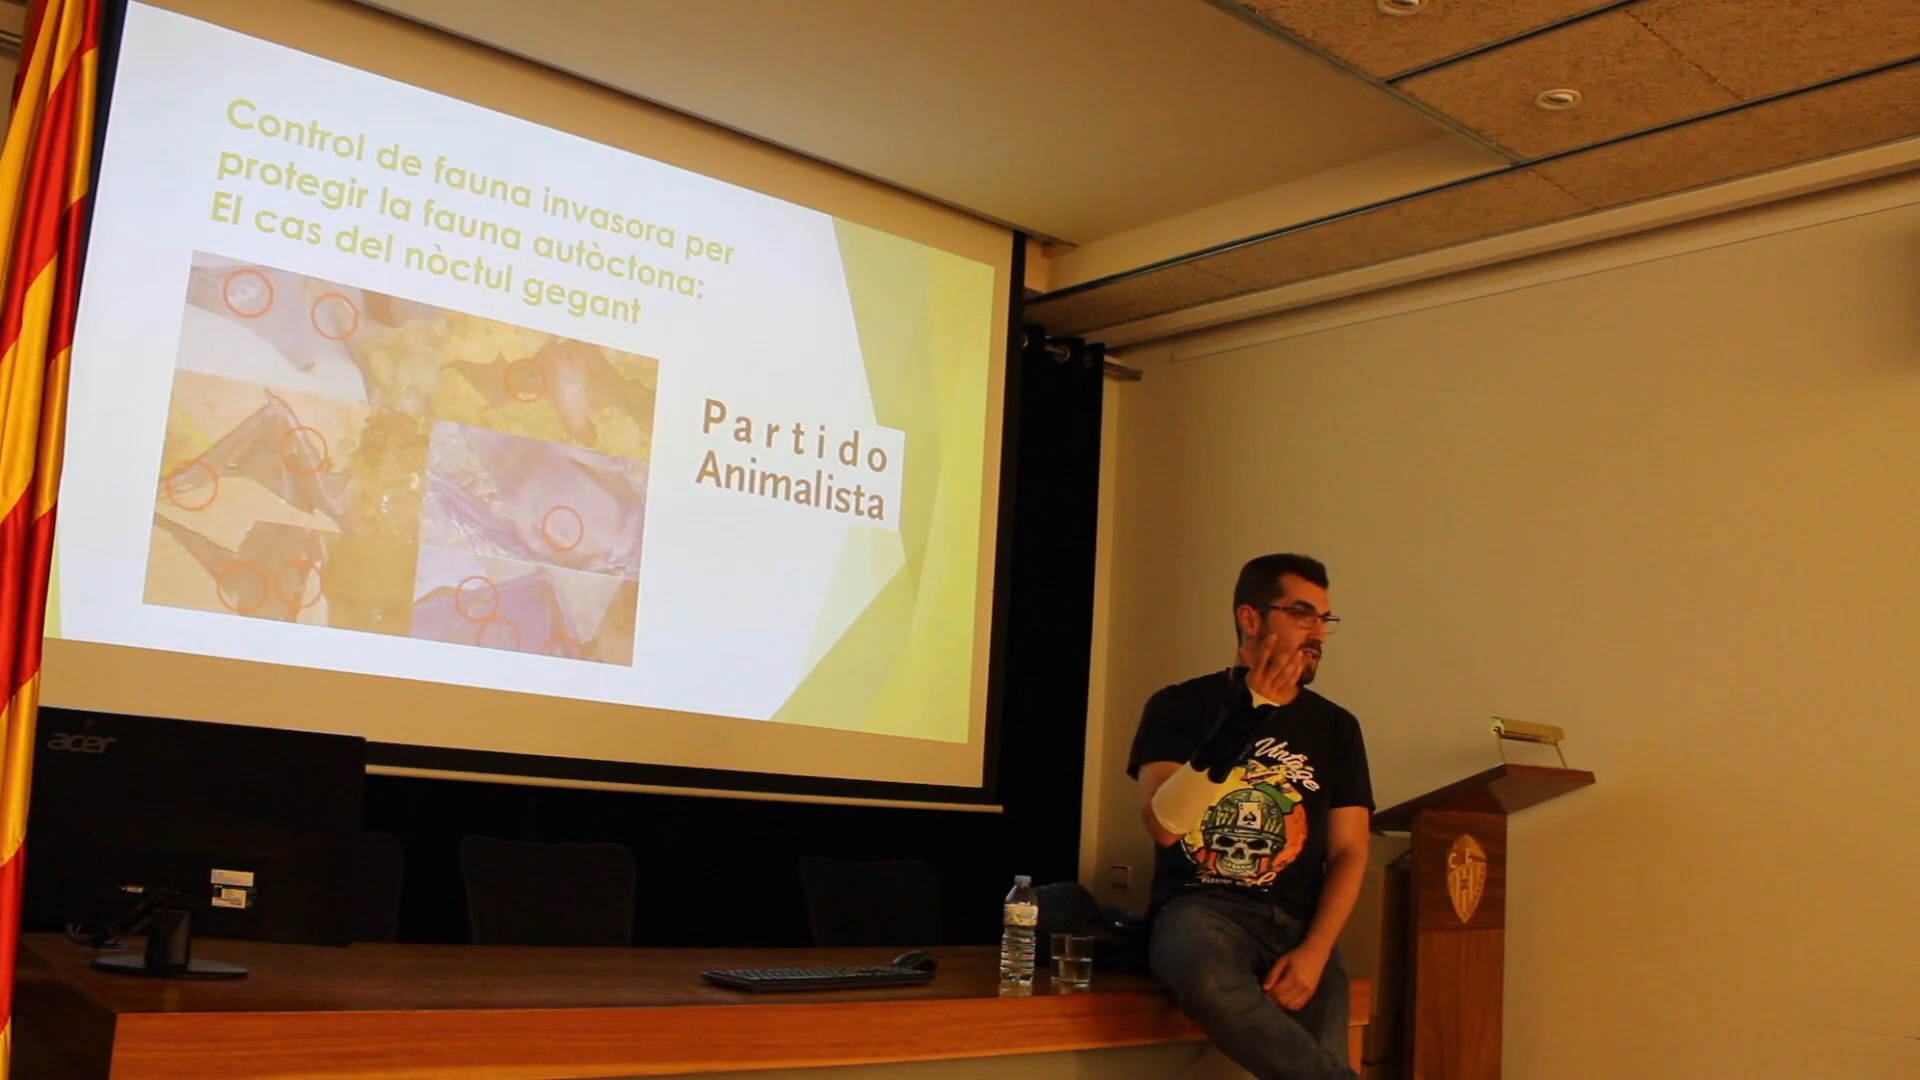 Control de fauna invasora per
protegir la fauna autòctona:
El cas del nòctul gegant
Partido
Animalista
acer
Vintage